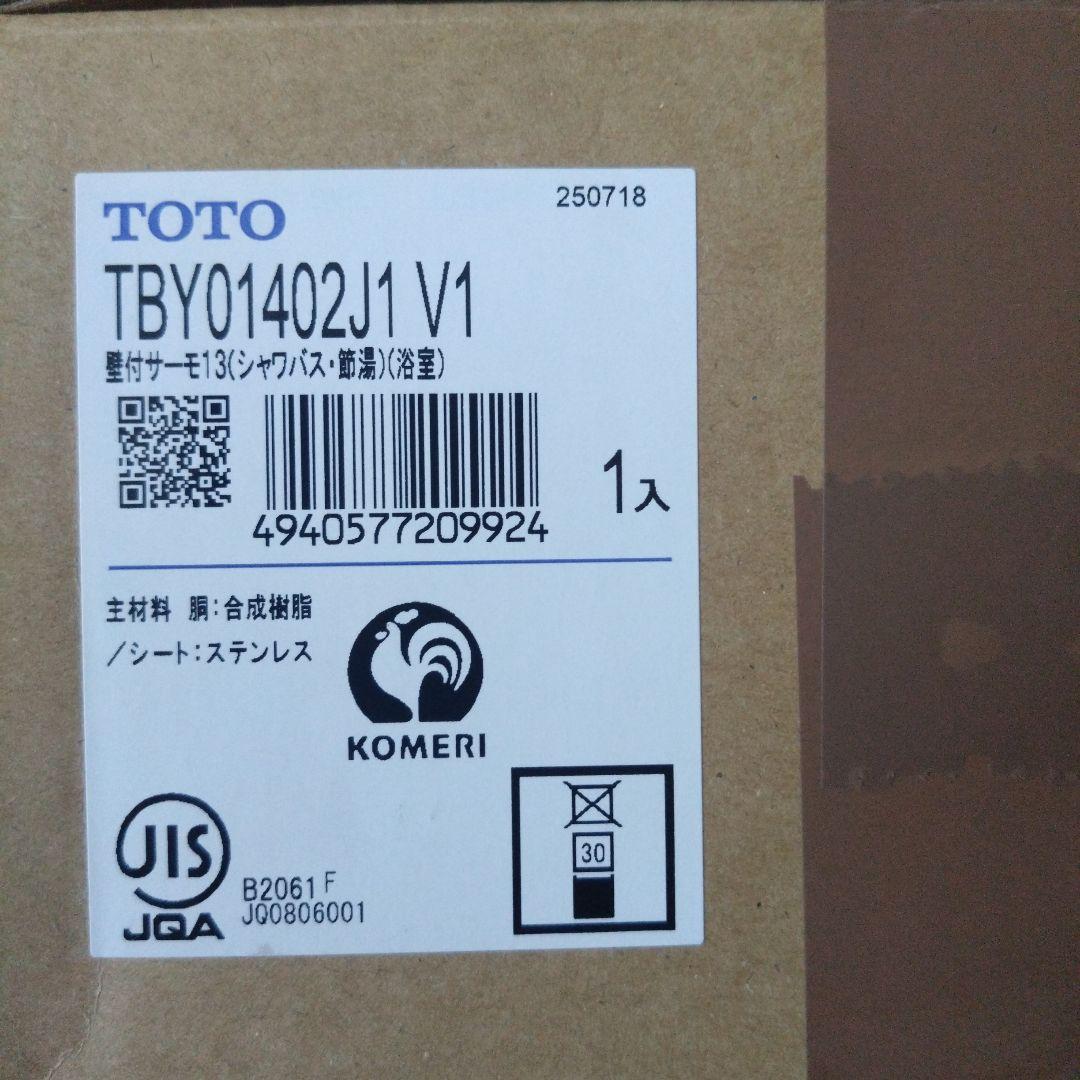 TOTO
250718
TBY01402J1 V1
壁付サーモ13(シャワバス・節湯)(浴室)
4940577209924
1入
主材料 胴:合成樹脂
/シート:ステンレス
KOMERI
JIS
JQA
B2061 F
JQ0806001
30